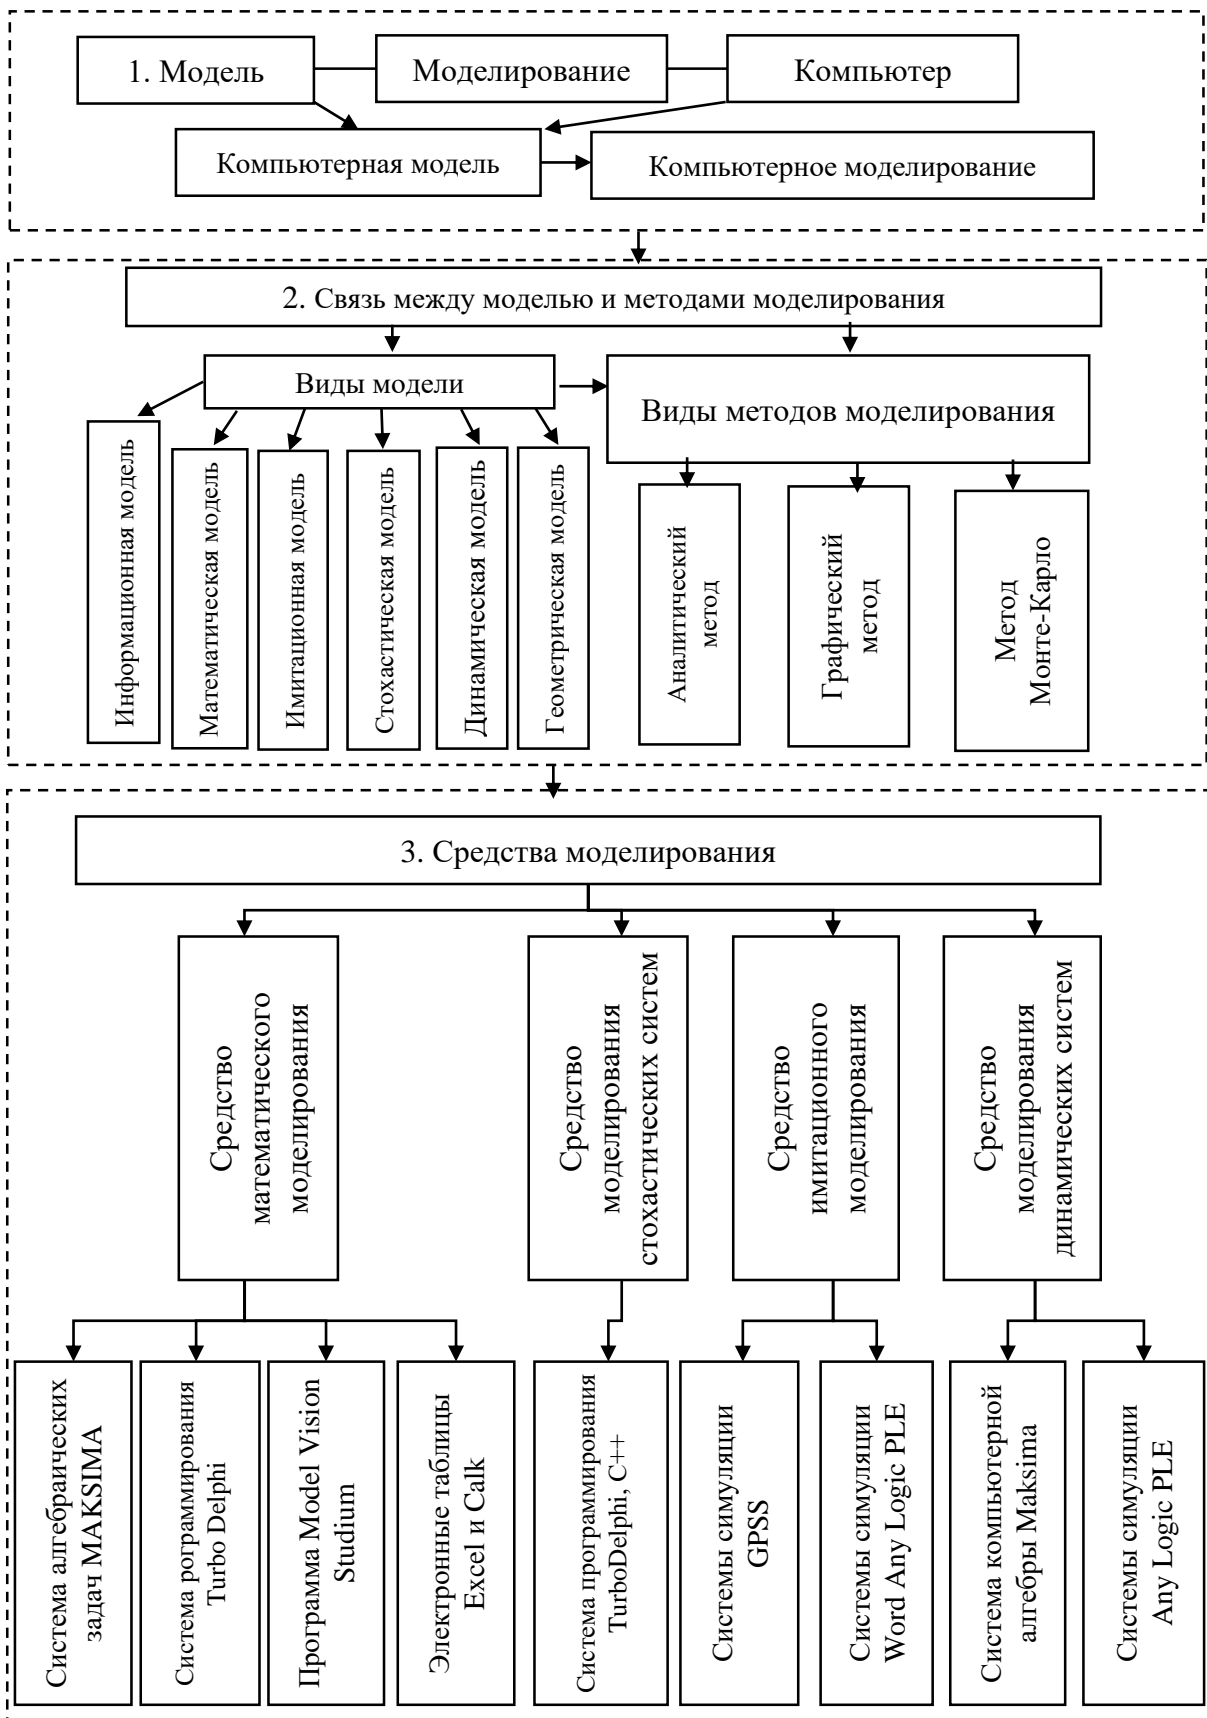 1. Модель
Моделирование
Компьютер
Компьютерная модель
Компьютерное моделирование
2. Связь между моделью и методами моделирования
Виды модели
Виды методов моделирования
Информационная модель
Математическая модель
Имитационная модель
Стохастическая модель
Динамическая модель
Геометрическая модель
Аналитический
метод
Графический
метод
Метод
Монте-Карло
3. Средства моделирования
Средство
математического
моделирования
Средство
моделирования
стохастических систем
Средство
имитационного
моделирования
Средство
моделирования
динамических систем
Система алгебраических
задач MAKSIMA
Система рограммирования
Turbo Delphi
Программа Model Vision
Studium
Электронные таблицы
Excel и Calk
Система программирования
TurboDelphi, C++
Системы симуляции
GPSS
Системы симуляции
Word Any Logic PLE
Система компьютерной
алгебры Maksima
Системы симуляции
Any Logic PLE